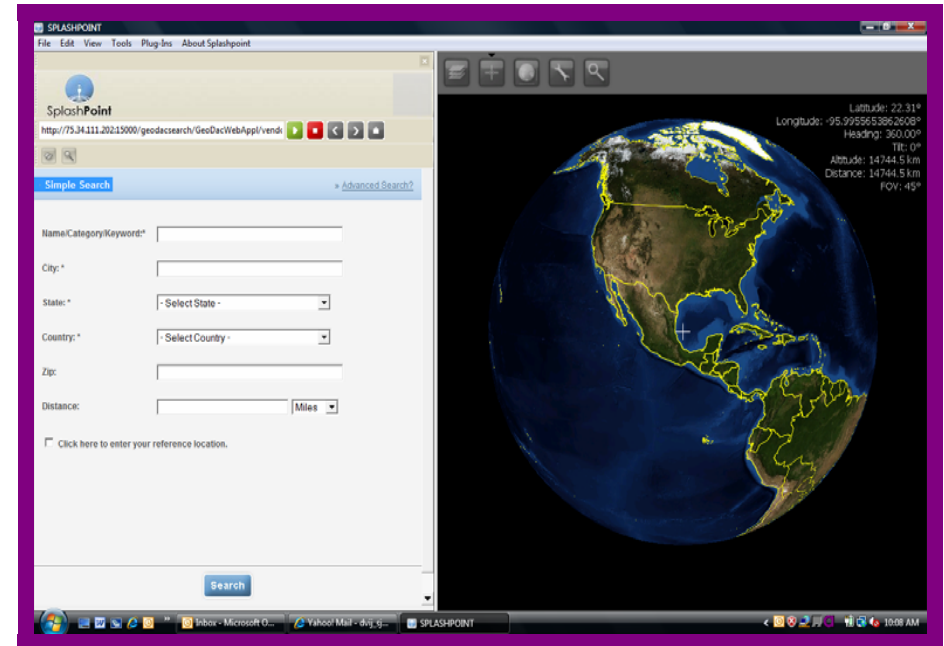 SPLASHPOINT
File Edit View Tools Plug-Ins About Splashpoint
SplashPoint
http://75.34.111.202:15000/geodacsearch/GeoDacWebAppl/vend
Simple Search
» Advanced Search?
Name/Category/Keyword:*
City: *
State: *
- Select State -
Country: *
- Select Country -
Zip:
Distance:
Miles
Click here to enter your reference location.
Search
Latitude: 22.31°
Longitude: -95.9955653862608°
Heading: 360.00°
Tilt: 0°
Altitude: 14744.5 km
Distance: 14744.5 km
FOV: 45°
Inbox - Microsoft O...
Yahoo! Mail - dvij_sj...
SPLASHPOINT
10:08 AM